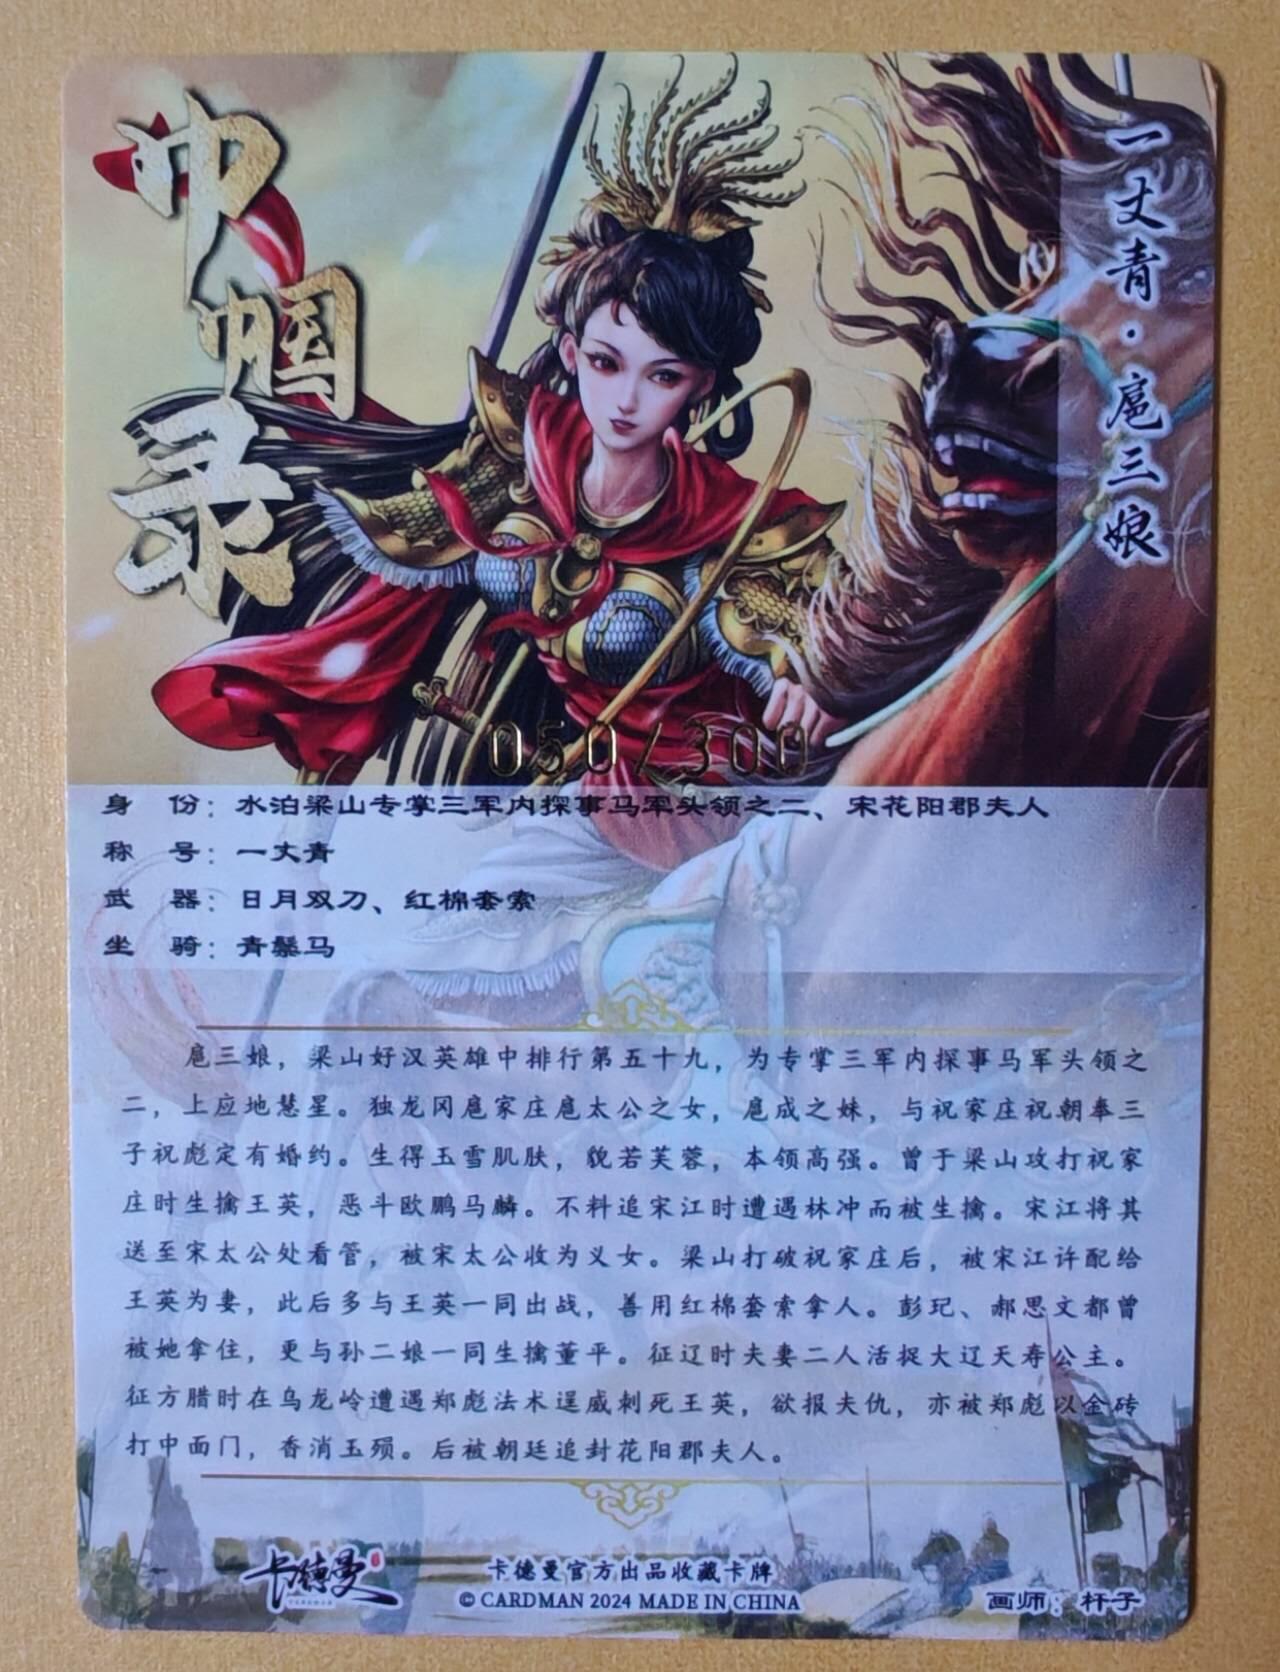 巾帼录
一丈青·扈三娘
050/300
身 份：水泊梁山专掌三军内探事马军头领之二、宋花阳郡夫人
称 号：一丈青
武 器：日月双刀、红棉套索
坐 骑：青鬃马
扈三娘，梁山好汉英雄中排行第五十九，为专掌三军内探事马军头领之
二，上应地慧星。独龙冈扈家庄扈太公之女，扈成之妹，与祝家庄祝朝奉三
子祝彪定有婚约。生得玉雪肌肤，貌若芙蓉，本领高强。曾于梁山攻打祝家
庄时生擒王英，恶斗欧鹏马麟。不料追宋江时遭遇林冲而被生擒。宋江将其
送至宋太公处看管，被宋太公收为义女。梁山打破祝家庄后，被宋江许配给
王英为妻，此后多与王英一同出战，善用红棉套索拿人。彭玘、郝思文都曾
被她拿住，更与孙二娘一同生擒董平。征辽时夫妻二人活捉大辽天寿公主。
征方腊时在乌龙岭遭遇郑彪法术逞威刺死王英，欲报夫仇，亦被郑彪以金砖
打中面门，香消玉殒。后被朝廷追封花阳郡夫人。
卡德曼
卡德曼官方出品收藏卡牌
© CARDMAN 2024 MADE IN CHINA
画师：杆子